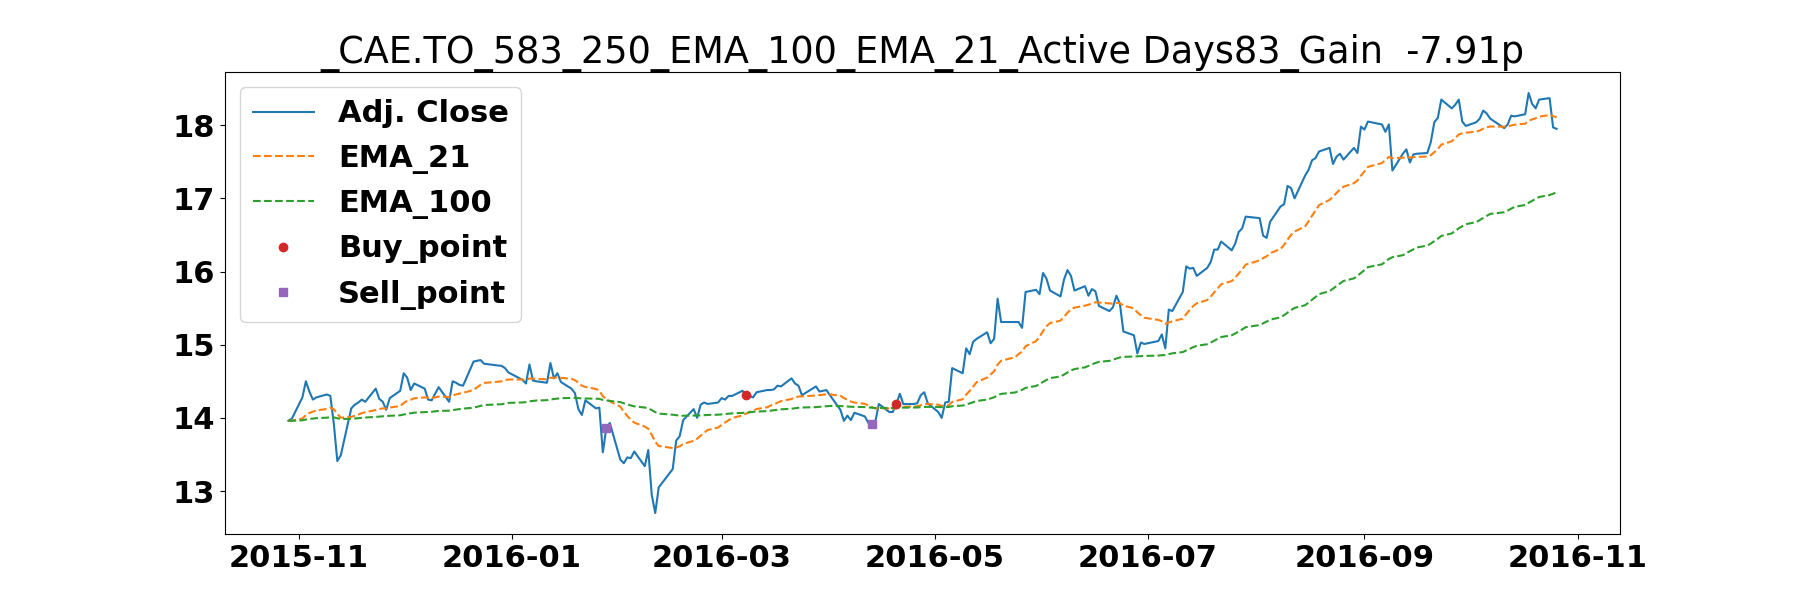 _CAE.TO_583_250_EMA_100_EMA_21_Active Days83_Gain  -7.91p
Adj. Close
EMA_21
EMA_100
Buy_point
Sell_point
18
17
16
15
14
13
2015-11 2016-01 2016-03 2016-05 2016-07 2016-09 2016-11